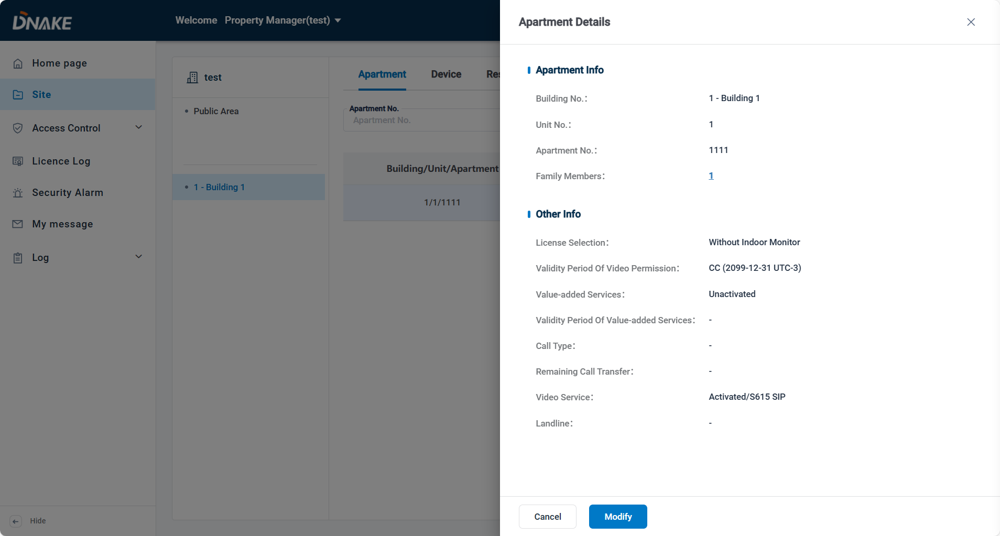 DNAKE
Welcome Property Manager(test)
Home page
Site
Access Control
Licence Log
Security Alarm
My message
Log
Hide
test
Public Area
1 - Building 1
Apartment Device Res
Apartment No.
Apartment No.
Building/Unit/Apartment
1/1/1111
Apartment Details
Apartment Info
Building No.: 1 - Building 1
Unit No.: 1
Apartment No.: 1111
Family Members: 1
Other Info
License Selection: Without Indoor Monitor
Validity Period Of Video Permission: CC (2099-12-31 UTC-3)
Value-added Services: Unactivated
Validity Period Of Value-added Services: -
Call Type: -
Remaining Call Transfer: -
Video Service: Activated/S615 SIP
Landline: -
Cancel Modify